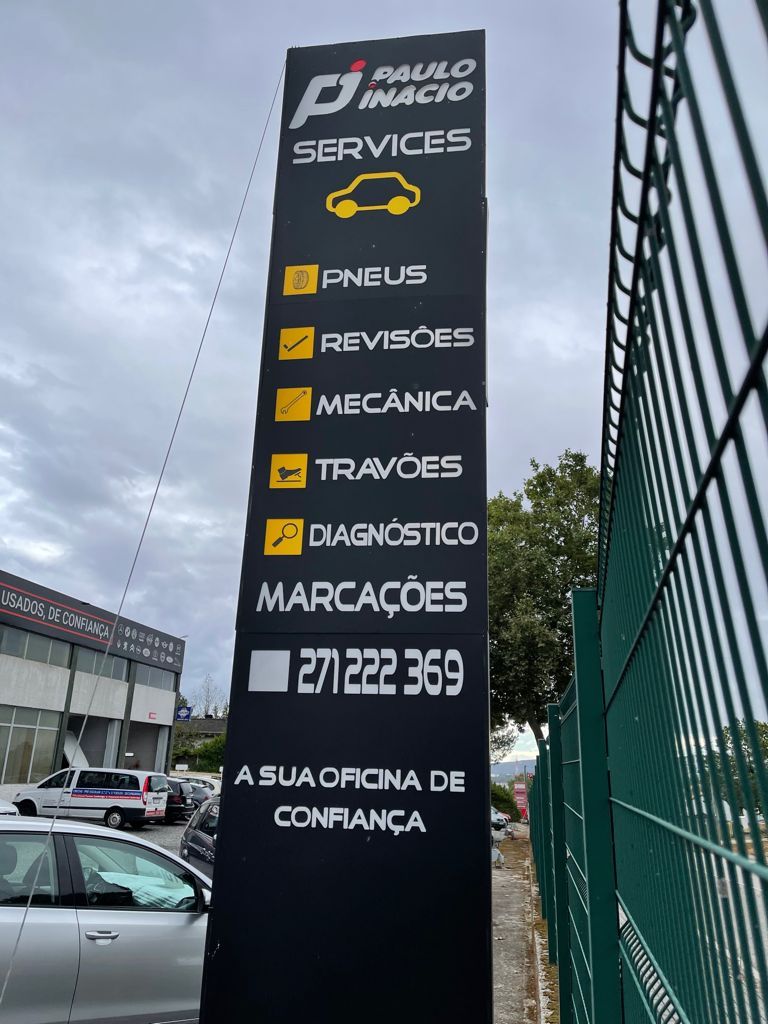 PAULO
INÁCIO
SERVICES
PNEUS
REVISÕES
MECÂNICA
TRAVÕES
DIAGNÓSTICO
MARCAÇÕES
271 222 369
A SUA OFICINA DE
CONFIANÇA
USADOS, DE CONFIANÇA